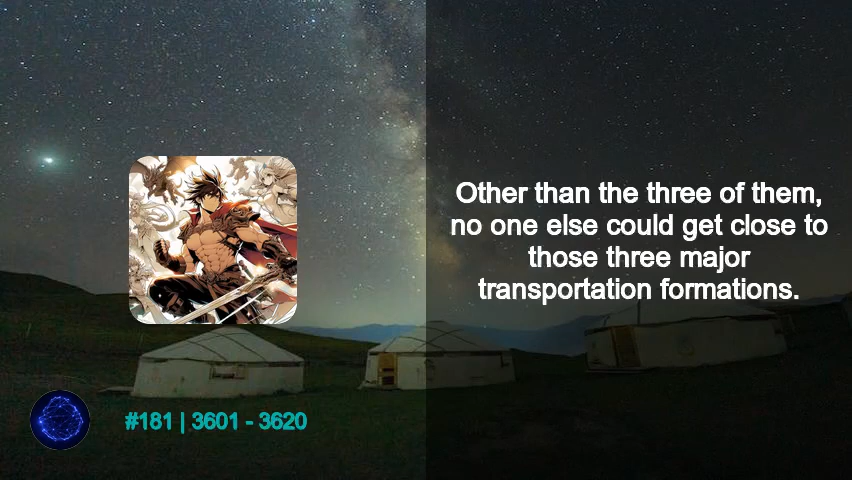 Other than the three of them,
no one else could get close to
those three major
transportation formations.
#181 | 3601 - 3620